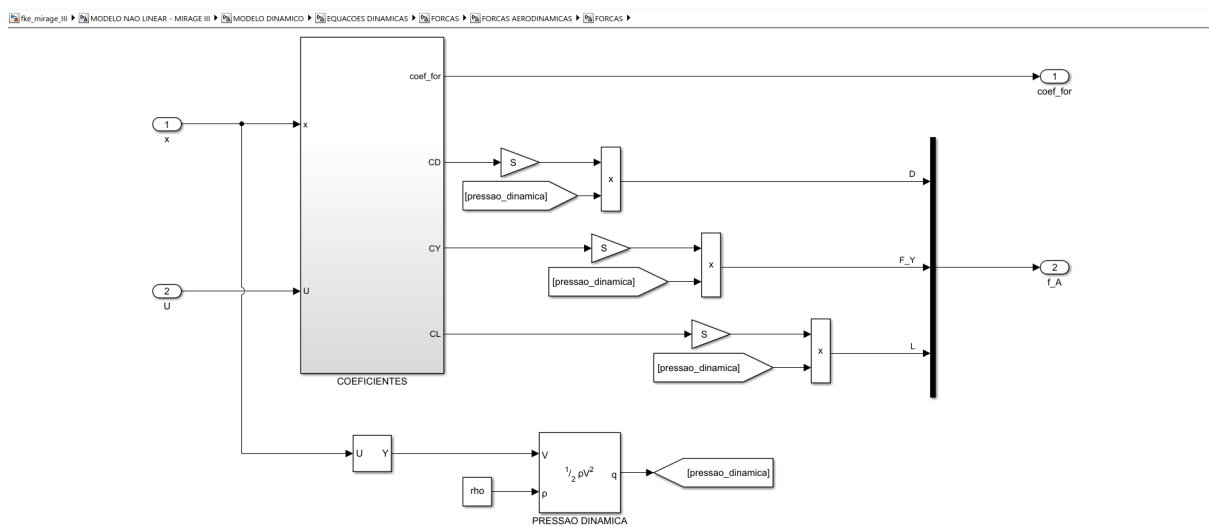 fke_mirage_III ▶ MODELO NAO LINEAR - MIRAGE III ▶ MODELO DINAMICO ▶ EQUACOES DINAMICAS ▶ FORCAS ▶ FORCAS AERODINAMICAS ▶ FORCAS ▶
coef_for
1
coef_for
1
x
x
CD
S
[pressao_dinamica]
x
D
CY
S
[pressao_dinamica]
x
F_Y
2
f_A
2
U
U
CL
S
[pressao_dinamica]
x
L
COEFICIENTES
U Y
V
1/2 ρV²
q
[pressao_dinamica]
rho
ρ
PRESSAO DINAMICA